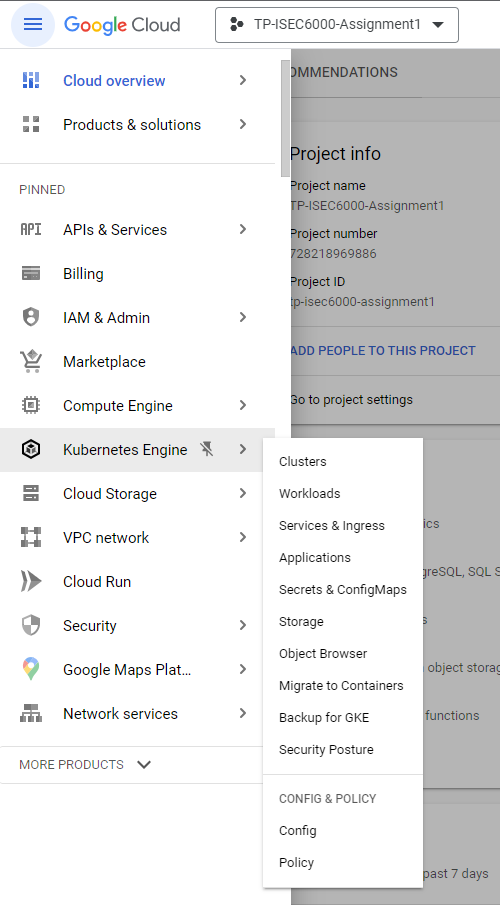 Google Cloud
TP-ISEC6000-Assignment1
Cloud overview
Products & solutions
PINNED
API APIs & Services
Billing
IAM & Admin
Marketplace
Compute Engine
Kubernetes Engine
Cloud Storage
VPC network
Cloud Run
Security
Google Maps Plat...
Network services
MORE PRODUCTS
Clusters
Workloads
Services & Ingress
Applications
Secrets & ConfigMaps
Storage
Object Browser
Migrate to Containers
Backup for GKE
Security Posture
CONFIG & POLICY
Config
Policy
OMMENDATIONS
Project info
Project name
TP-ISEC6000-Assignment1
Project number
728218969886
Project ID
tp-isec6000-assignment1
ADD PEOPLE TO THIS PROJECT
Go to project settings
ics
greSQL, SQL S
object storag
functions
past 7 days